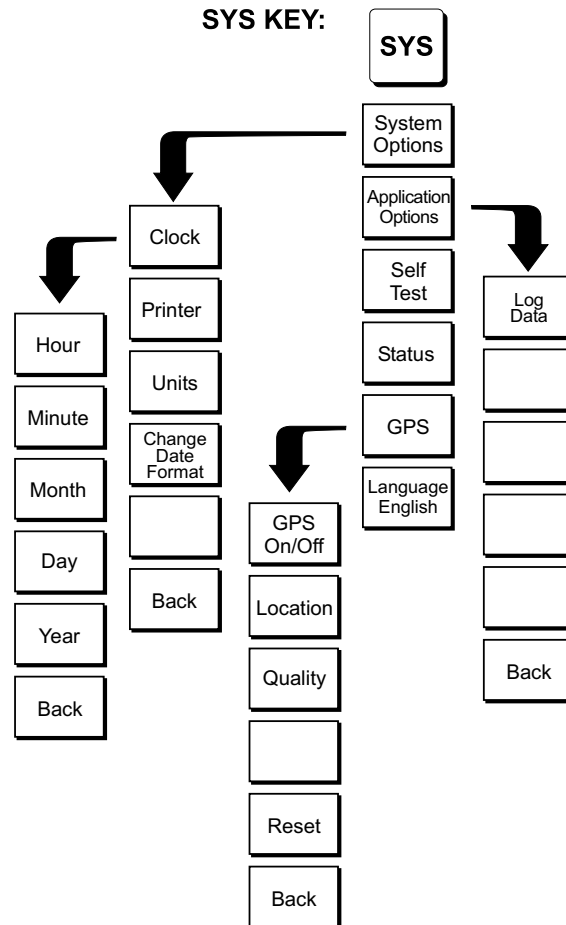 SYS KEY:
SYS
System
Options
Application
Options
Self
Test
Status
GPS
Language
English
Clock
Printer
Units
Change
Date
Format
Back
Hour
Minute
Month
Day
Year
Back
GPS
On/Off
Location
Quality
Reset
Back
Log
Data
Back